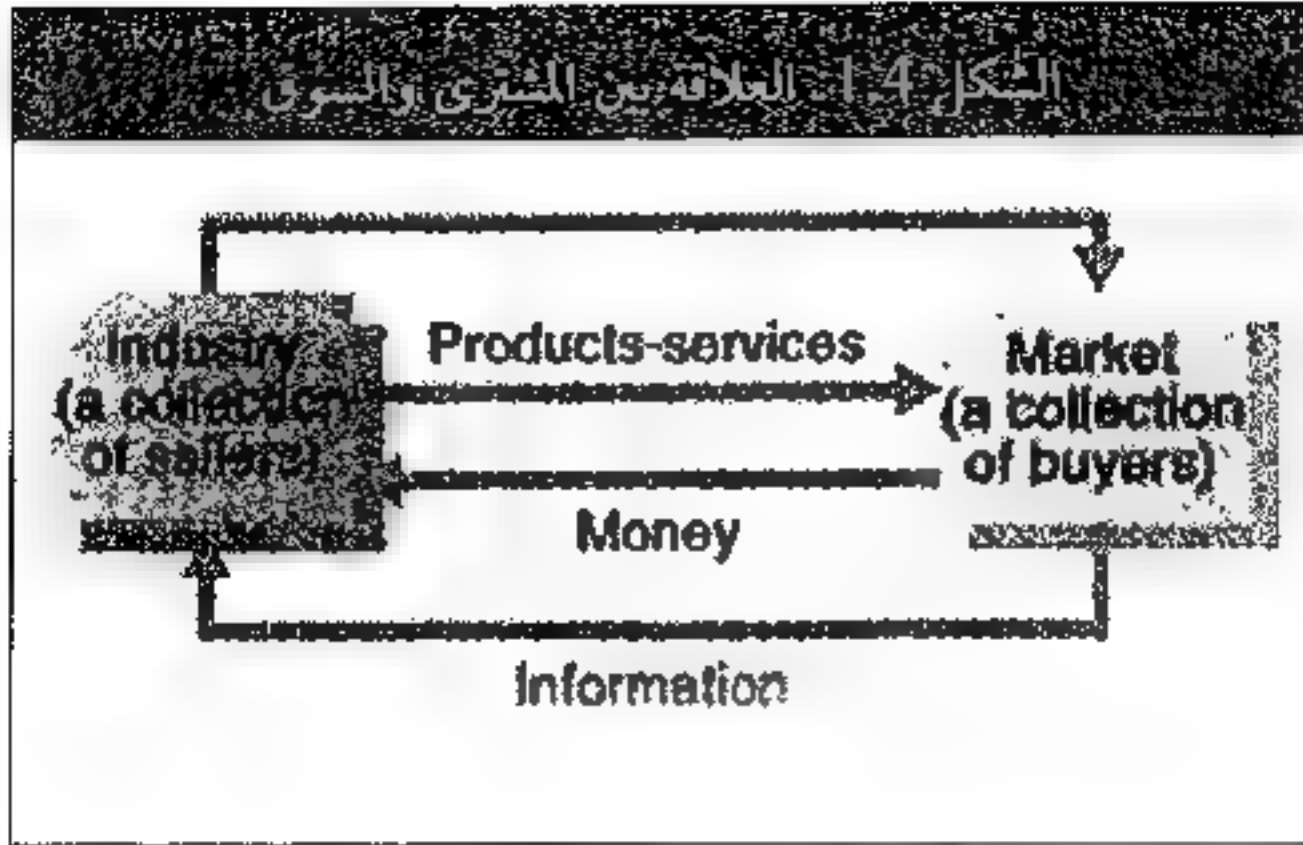 الشكل 1.4. العلاقة بين المشترى والسوق
Products-services
Industry
(a collection
of sellers)
Market
(a collection
of buyers)
Money
Information